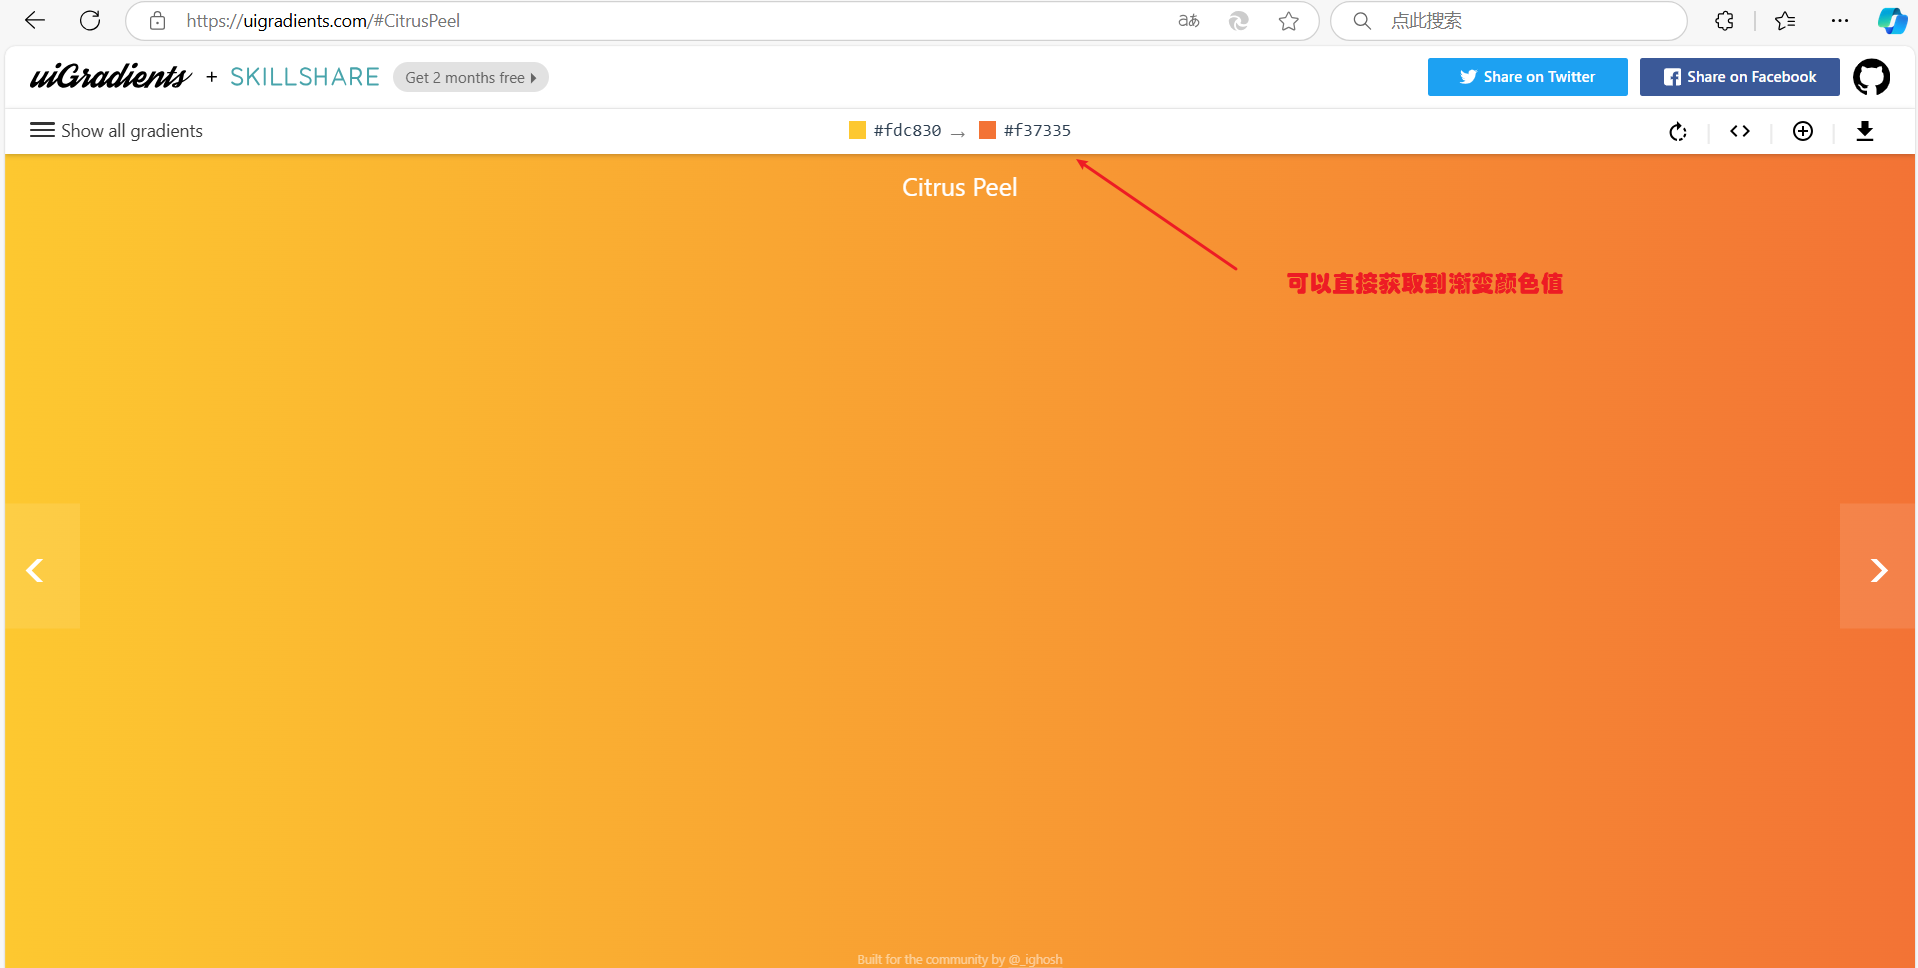 https://uigradients.com/#CitrusPeel
aあ
点此搜索
uiGradients + SKILLSHARE Get 2 months free
Share on Twitter
Share on Facebook
Show all gradients
#fdc830 → #f37335
Citrus Peel
可以直接获取到渐变颜色值
Built for the community by @_ighosh